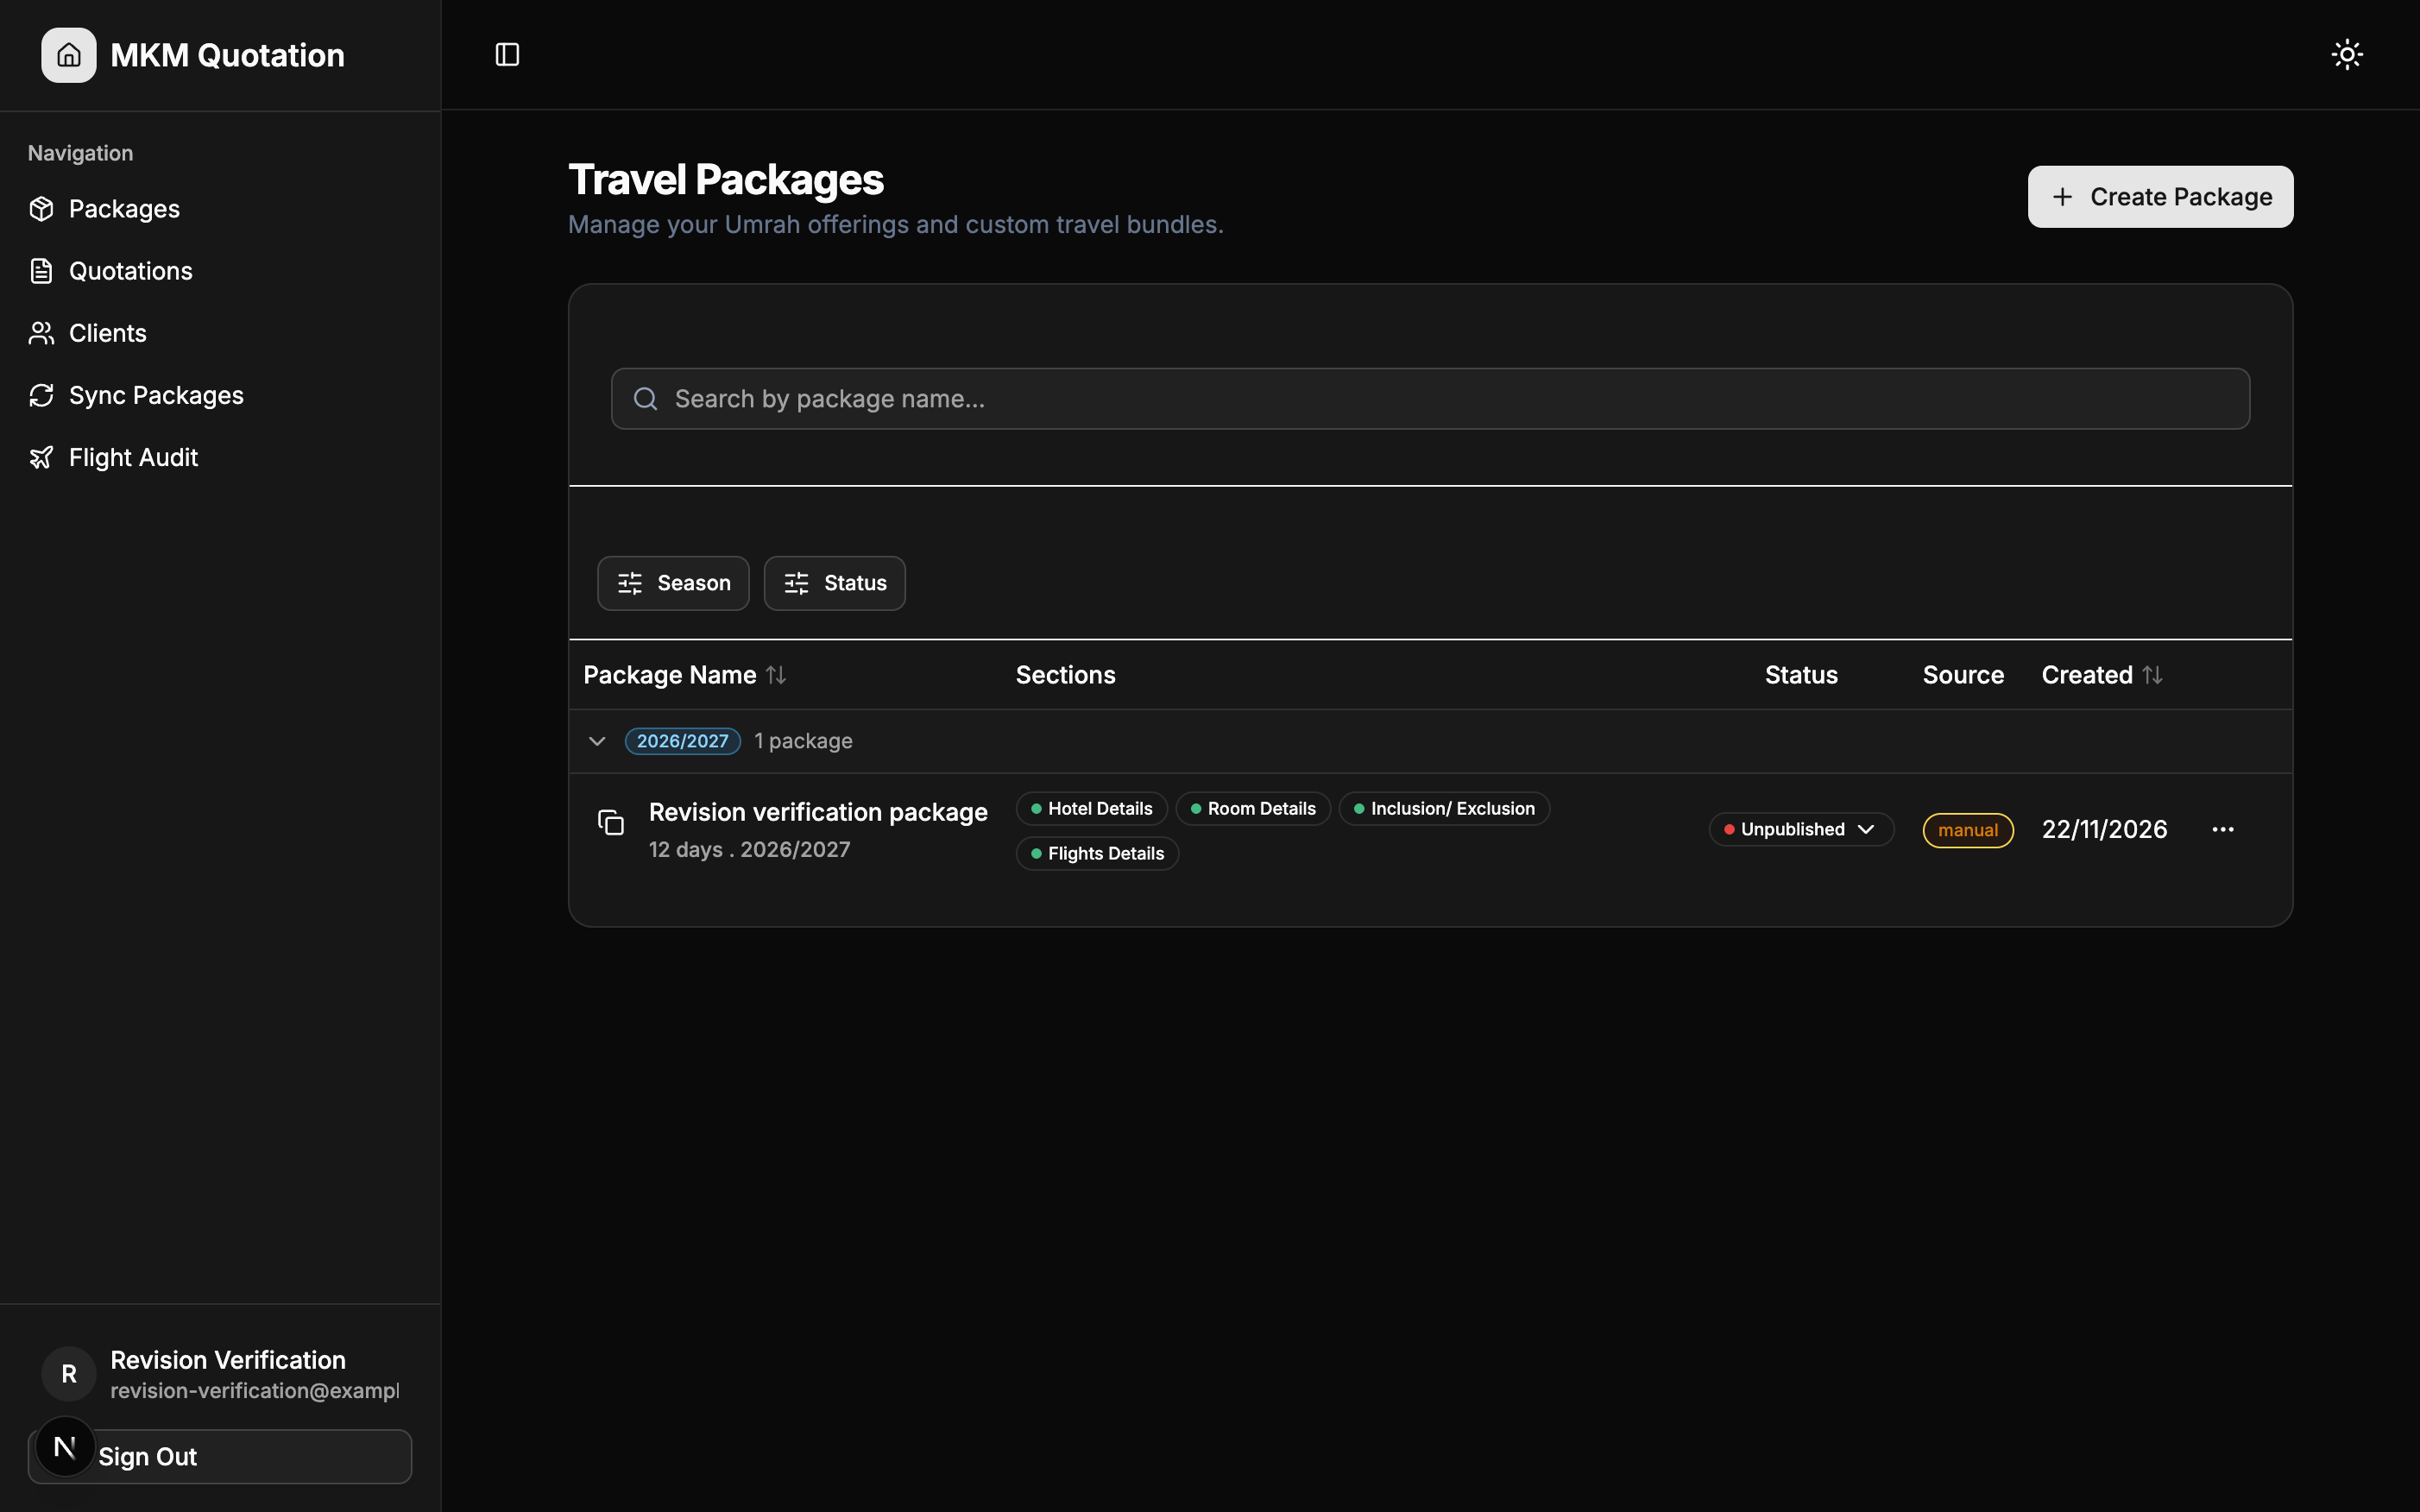 MKM Quotation
Navigation
Packages
Quotations
Clients
Sync Packages
Flight Audit
Travel Packages
Manage your Umrah offerings and custom travel bundles.
Create Package
Search by package name...
Season
Status
Package Name
Sections
Status
Source
Created
2026/2027
1 package
Revision verification package
12 days . 2026/2027
Hotel Details
Room Details
Inclusion/ Exclusion
Flights Details
Unpublished
manual
22/11/2026
R
Revision Verification
revision-verification@exampl
N
Sign Out